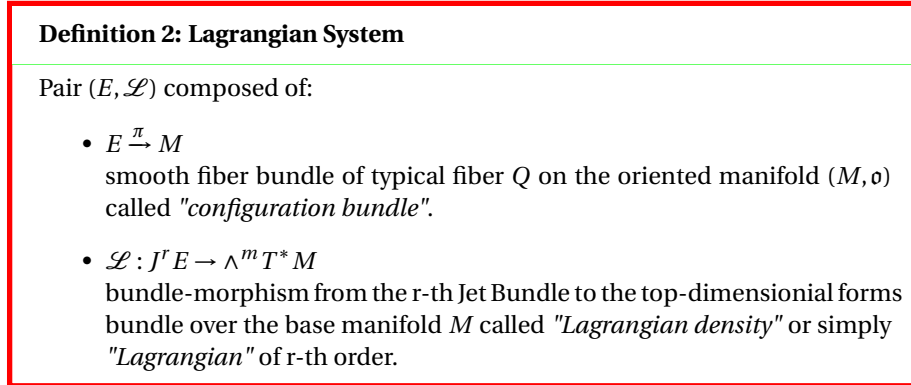 Definition 2: Lagrangian System
Pair (E, ℒ) composed of:
• E →^π M
smooth fiber bundle of typical fiber Q on the oriented manifold (M, 𝔬)
called "configuration bundle".
• ℒ : J^r E → ∧^m T* M
bundle-morphism from the r-th Jet Bundle to the top-dimensionial forms
bundle over the base manifold M called "Lagrangian density" or simply
"Lagrangian" of r-th order.